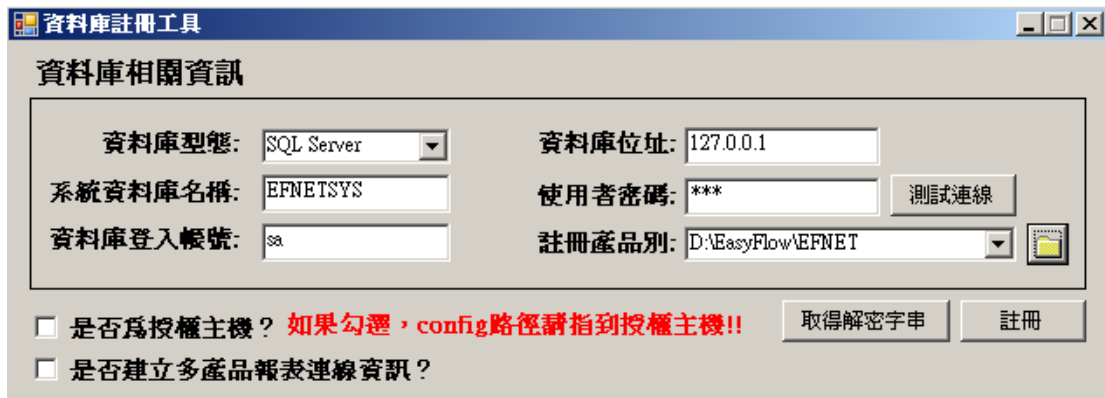 資料庫註冊工具
資料庫相關資訊
資料庫型態: SQL Server 資料庫位址: 127.0.0.1
系統資料庫名稱: EFNETSYS 使用者密碼: *** 測試連線
資料庫登入帳號: sa 註冊產品別: D:\EasyFlow\EFNET
是否為授權主機？ 如果勾選，config路徑請指到授權主機!! 取得解密字串 註冊
是否建立多產品報表連線資訊？